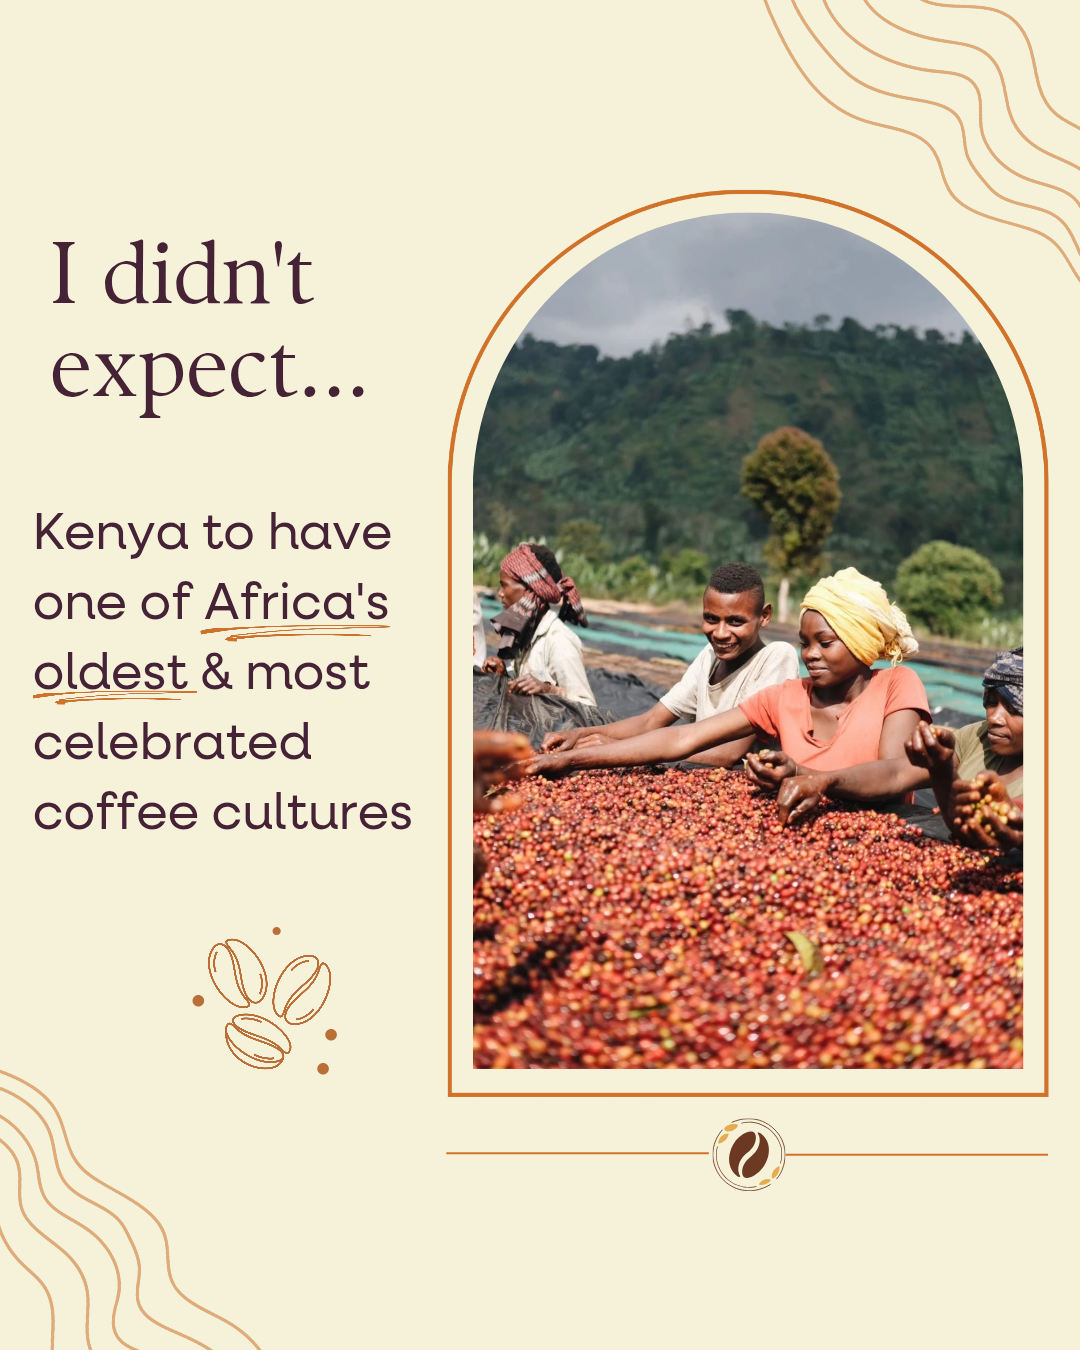 I didn't
expect...
Kenya to have
one of Africa's
oldest & most
celebrated
coffee cultures